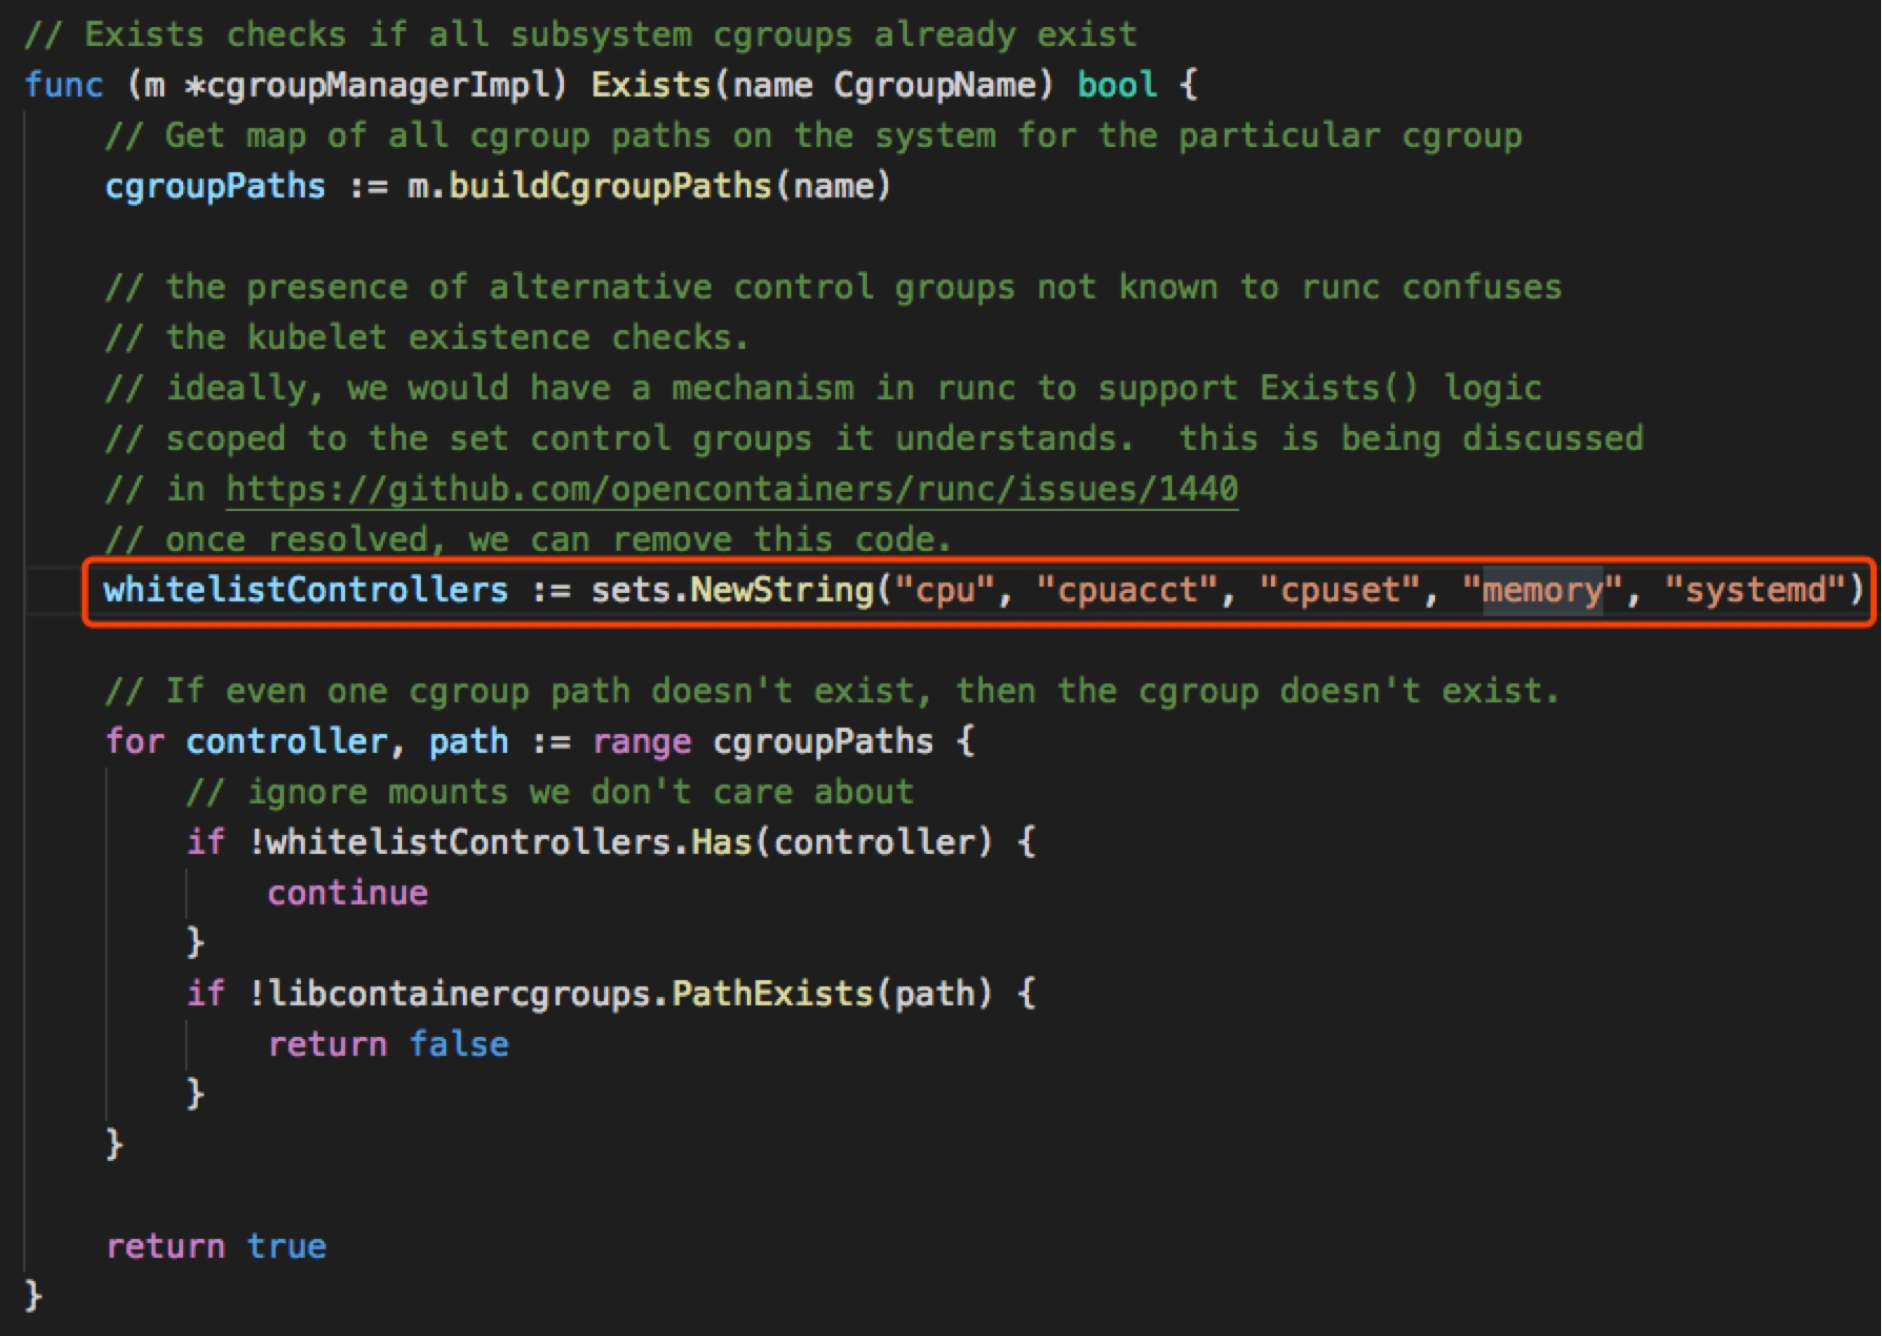 // Exists checks if all subsystem cgroups already exist
func (m *cgroupManagerImpl) Exists(name CgroupName) bool {
    // Get map of all cgroup paths on the system for the particular cgroup
    cgroupPaths := m.buildCgroupPaths(name)

    // the presence of alternative control groups not known to runc confuses
    // the kubelet existence checks.
    // ideally, we would have a mechanism in runc to support Exists() logic
    // scoped to the set control groups it understands.  this is being discussed
    // in https://github.com/opencontainers/runc/issues/1440
    // once resolved, we can remove this code.
    whitelistControllers := sets.NewString("cpu", "cpuacct", "cpuset", "memory", "systemd")

    // If even one cgroup path doesn't exist, then the cgroup doesn't exist.
    for controller, path := range cgroupPaths {
        // ignore mounts we don't care about
        if !whitelistControllers.Has(controller) {
            continue
        }
        if !libcontainercgroups.PathExists(path) {
            return false
        }
    }

    return true
}